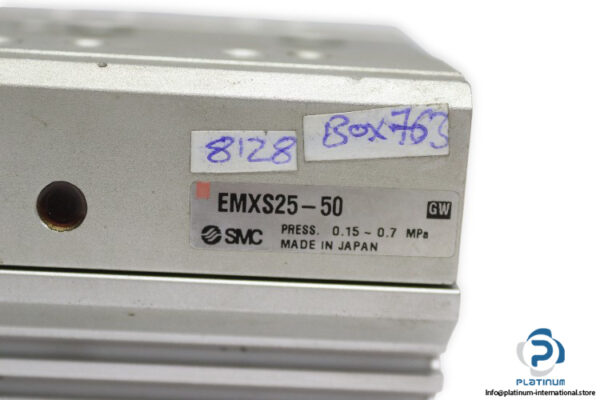 8128
Box763
EMXS25-50
GW
SMC
PRESS. 0.15 ~ 0.7 MPa
MADE IN JAPAN
PLATINUM
Info@platinum-international.store